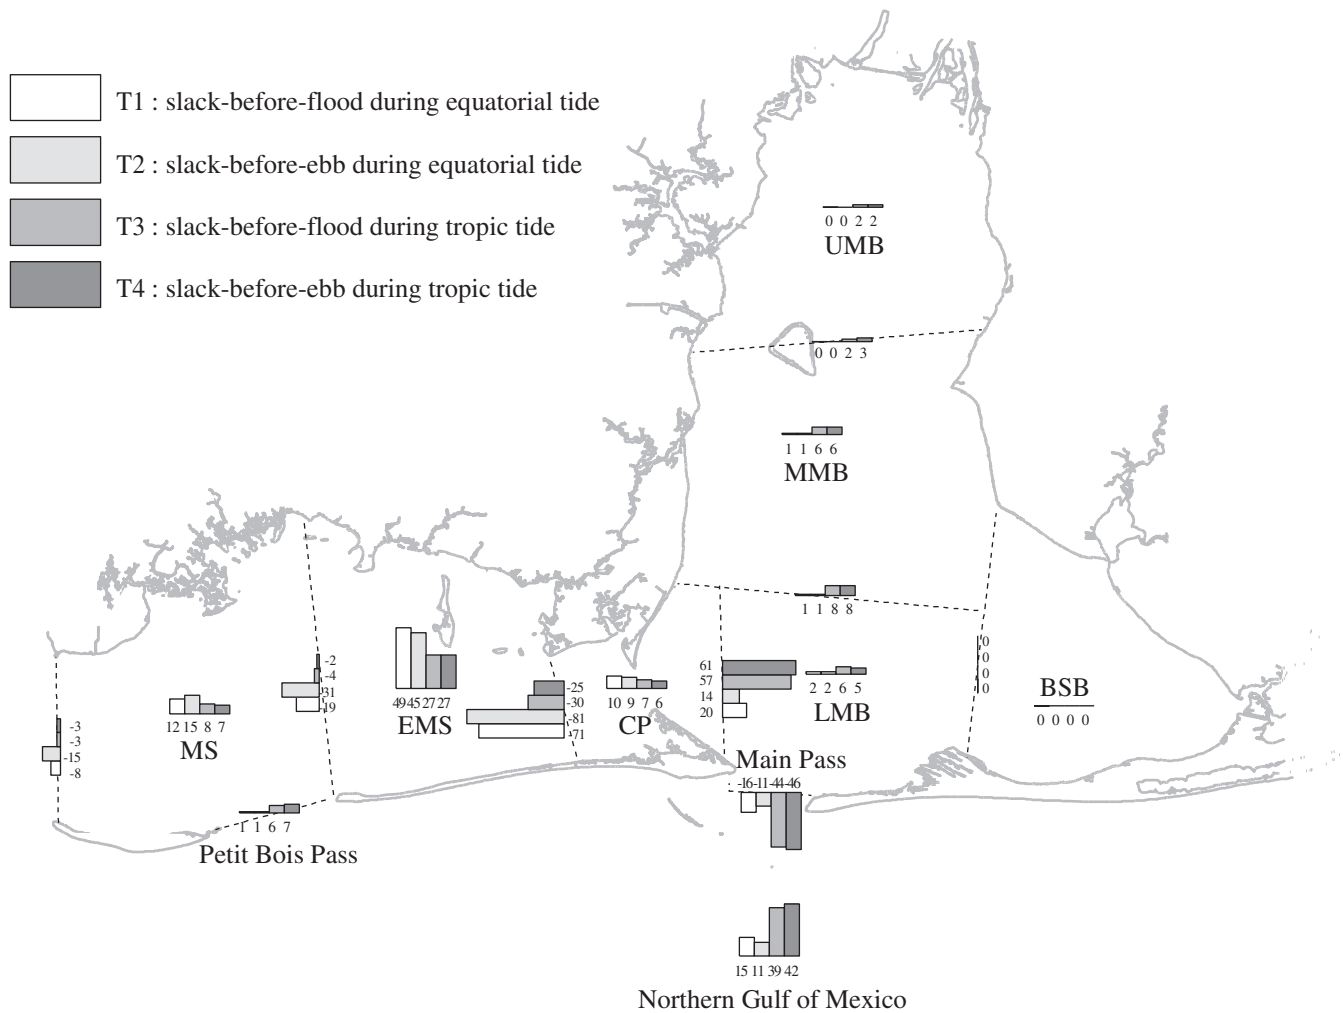 T1 : slack-before-flood during equatorial tide
T2 : slack-before-ebb during equatorial tide
T3 : slack-before-flood during tropic tide
T4 : slack-before-ebb during tropic tide
0 0 2 2
UMB
0 0 2 3
1 1 6 6
MMB
1 1 8 8
0
0
0
0
BSB
0 0 0 0
61
57
14
20
2 2 6 5
LMB
10 9 7 6
CP
-25
-30
-81
-71
49 45 27 27
EMS
-2
-4
-31
-19
12 15 8 7
MS
-3
-3
-15
-8
1 1 6 7
Petit Bois Pass
Main Pass
-16 -11 -44 -46
15 11 39 42
Northern Gulf of Mexico